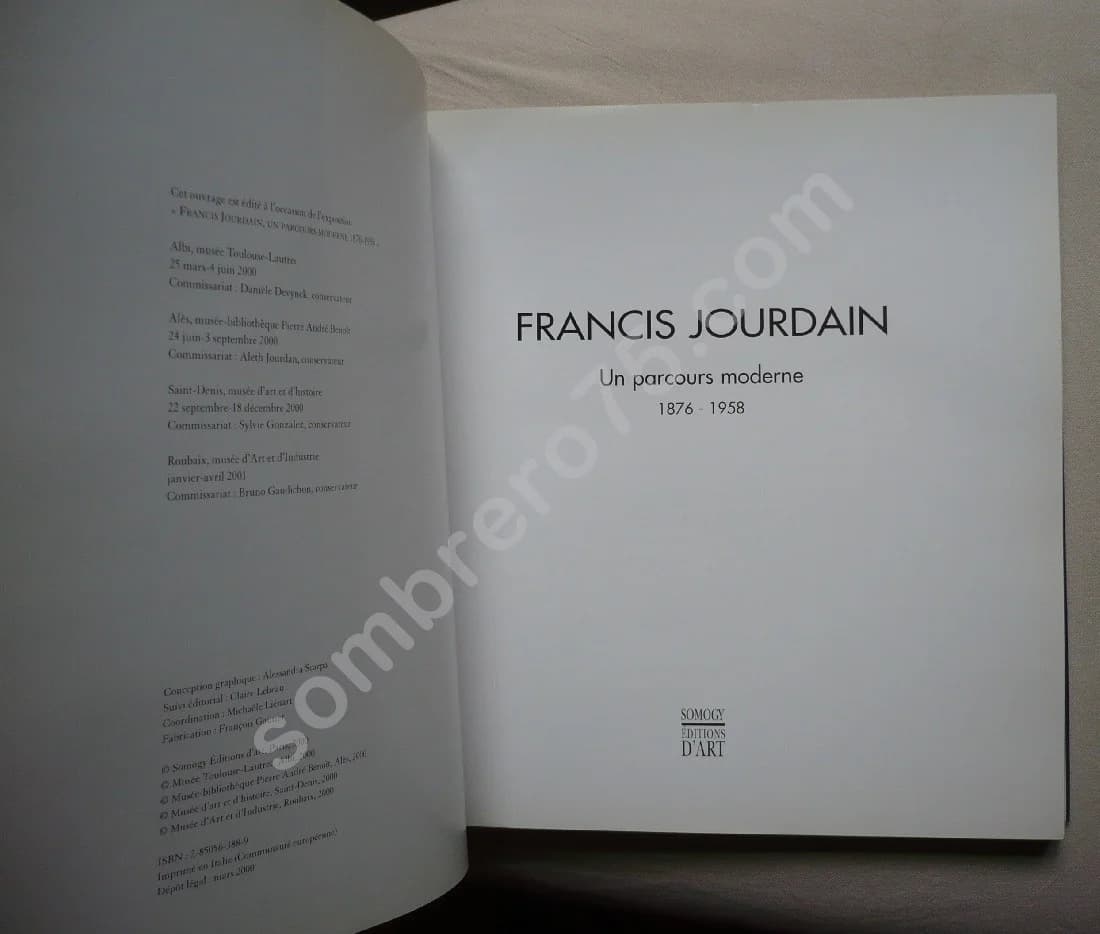 Cet ouvrage est édité à l'occasion de l'exposition
« FRANCIS JOURDAIN, UN PARCOURS MODERNE 1876-1958 »
Albi, musée Toulouse-Lautrec
25 mars-4 juin 2000
Commissariat : Danièle Devynck, conservateur
Alès, musée-bibliothèque Pierre André Benoit
24 juin-3 septembre 2000
Commissariat : Aleth Jourdan, conservateur
Saint-Denis, musée d'art et d'histoire
22 septembre-18 décembre 2000
Commissariat : Sylvie Gonzalez, conservateur
Roubaix, musée d'Art et d'Industrie
janvier-avril 2001
Commissariat : Bruno Gaudichon, conservateur
Conception graphique : Alessandra Scarpa
Suivi éditorial : Claire Lebrun
Coordination : Michaële Liénart
Fabrication : François
© Somogy Éditions d'art, Paris, 2000
© Musée Toulouse-Lautrec, Albi, 2000
© Musée-bibliothèque Pierre André Benoit, Alès, 2000
© Musée d'art et d'histoire, Saint-Denis, 2000
© Musée d'Art et d'Industrie, Roubaix, 2000
ISBN : 2-85056-388-9
Imprimé en Italie (Communauté européenne)
Dépôt légal : mars 2000
FRANCIS JOURDAIN
Un parcours moderne
1876 - 1958
SOMOGY
ÉDITIONS
D'ART
sombrero75.com